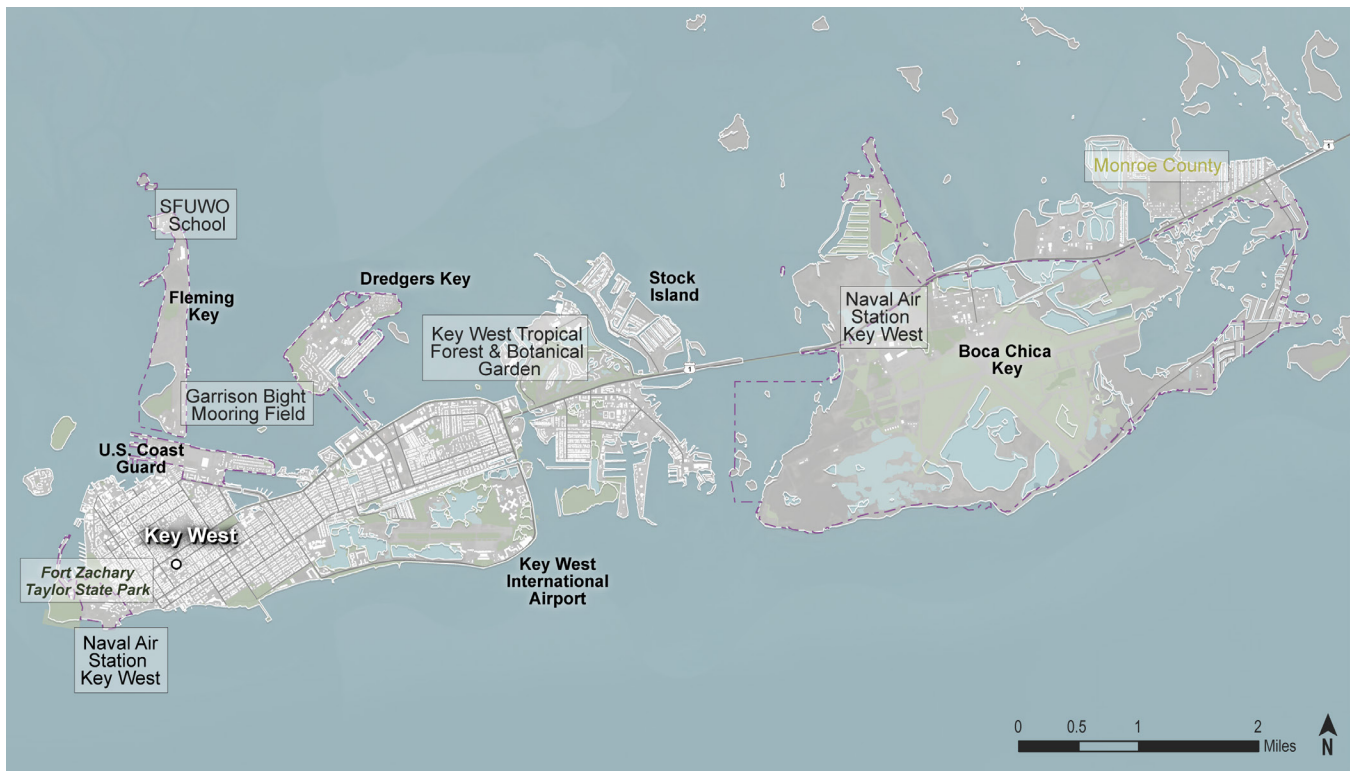 1
Monroe County
SFUWO
School
Dredgers Key
Stock
Island
Fleming
Key
Naval Air
Station
Key West
Key West Tropical
Forest & Botanical
Garden
Boca Chica
Key
1
Garrison Bight
Mooring Field
U.S. Coast
Guard
Key West
Key West
International
Airport
Fort Zachary
Taylor State Park
Naval Air
Station
Key West
0 0.5 1 2
Miles
N